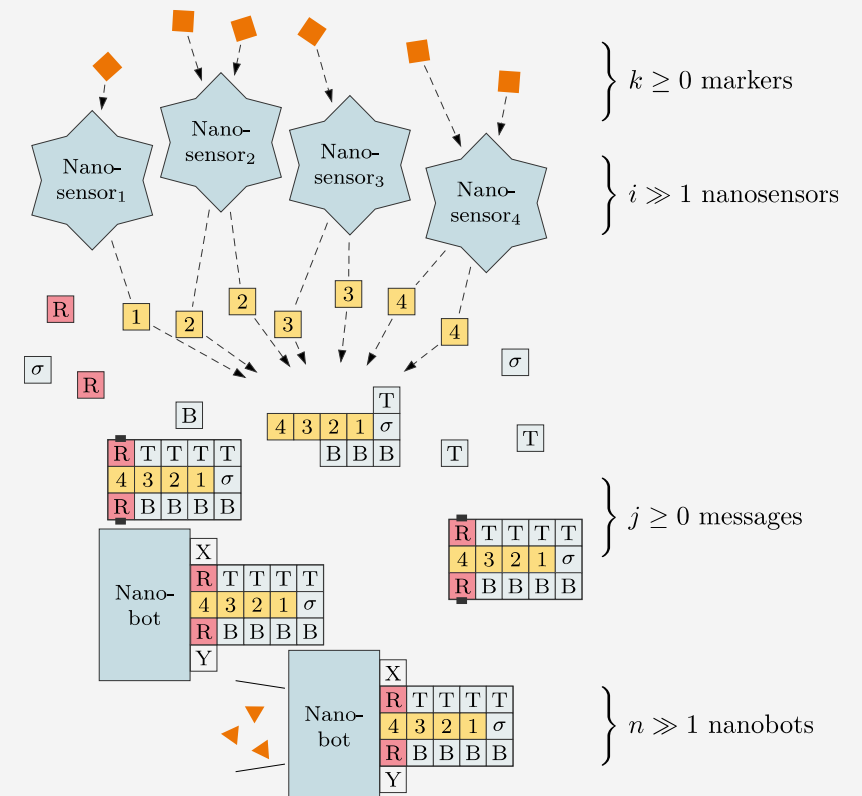 k ≥ 0 markers
Nano-
sensor₁
Nano-
sensor₂
Nano-
sensor₃
Nano-
sensor₄
i ≫ 1 nanosensors
R
1
2
2
3
3
4
4
σ
R
σ
B
T
4 3 2 1 σ
B B B
T
T
R T T T T
4 3 2 1 σ
R B B B B
R T T T T
4 3 2 1 σ
R B B B B
j ≥ 0 messages
Nano-
bot
X
R T T T T
4 3 2 1 σ
R B B B B
Y
Nano-
bot
X
R T T T T
4 3 2 1 σ
R B B B B
Y
n ≫ 1 nanobots